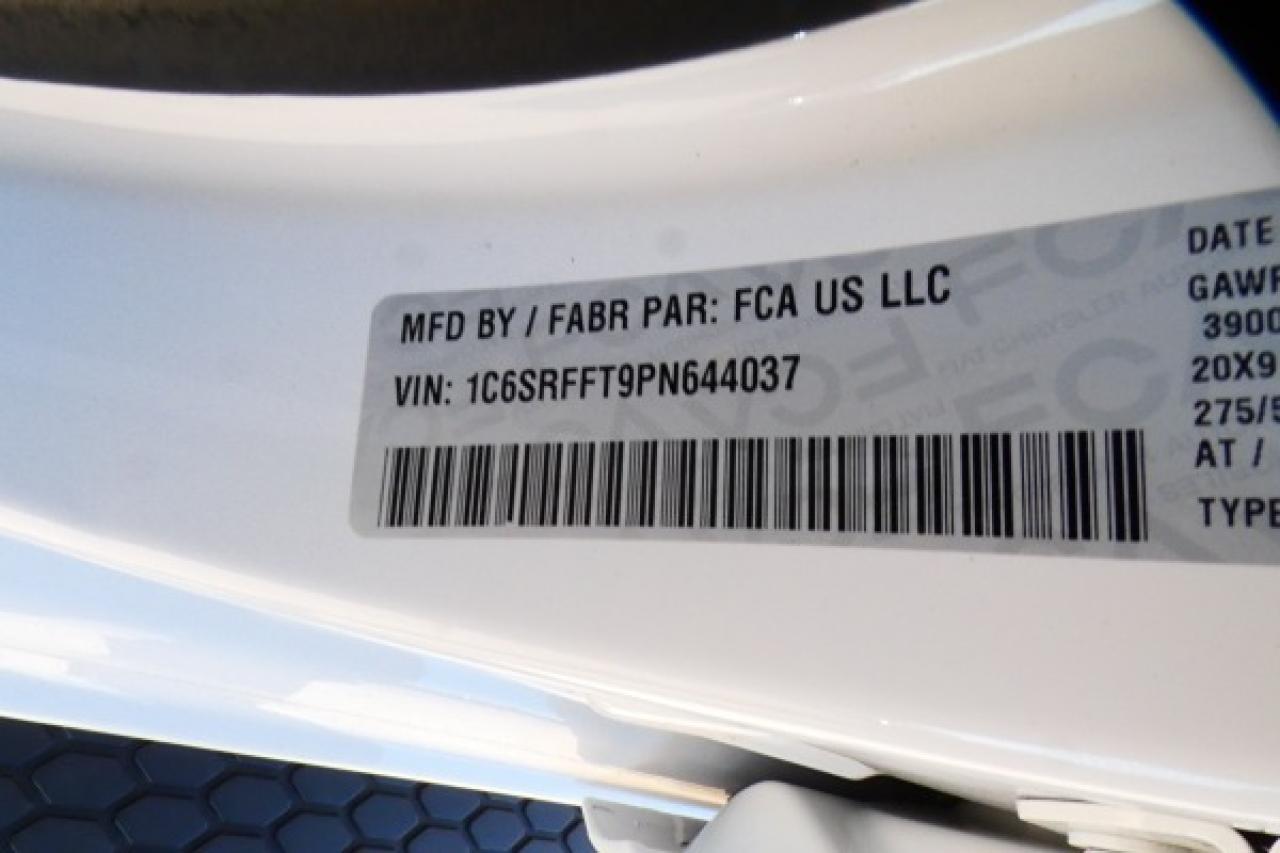 MFD BY / FABR PAR: FCA US LLC
VIN: 1C6SRFFT9PN644037
DATE
GAWR
3900
20X9
275/5
AT /
TYPE